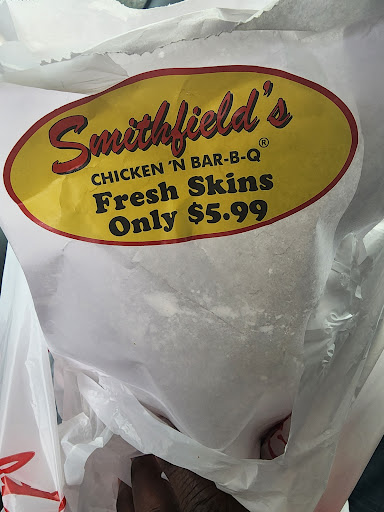 Smithfield's
CHICKEN 'N BAR-B-Q®
Fresh Skins
Only $5.99